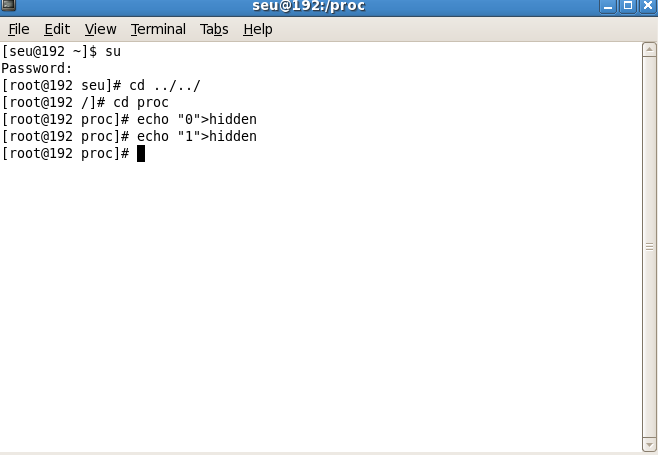 seu@192:/proc
File Edit View Terminal Tabs Help
[seu@192 ~]$ su
Password:
[root@192 seu]# cd ../../
[root@192 /]# cd proc
[root@192 proc]# echo "0">hidden
[root@192 proc]# echo "1">hidden
[root@192 proc]#